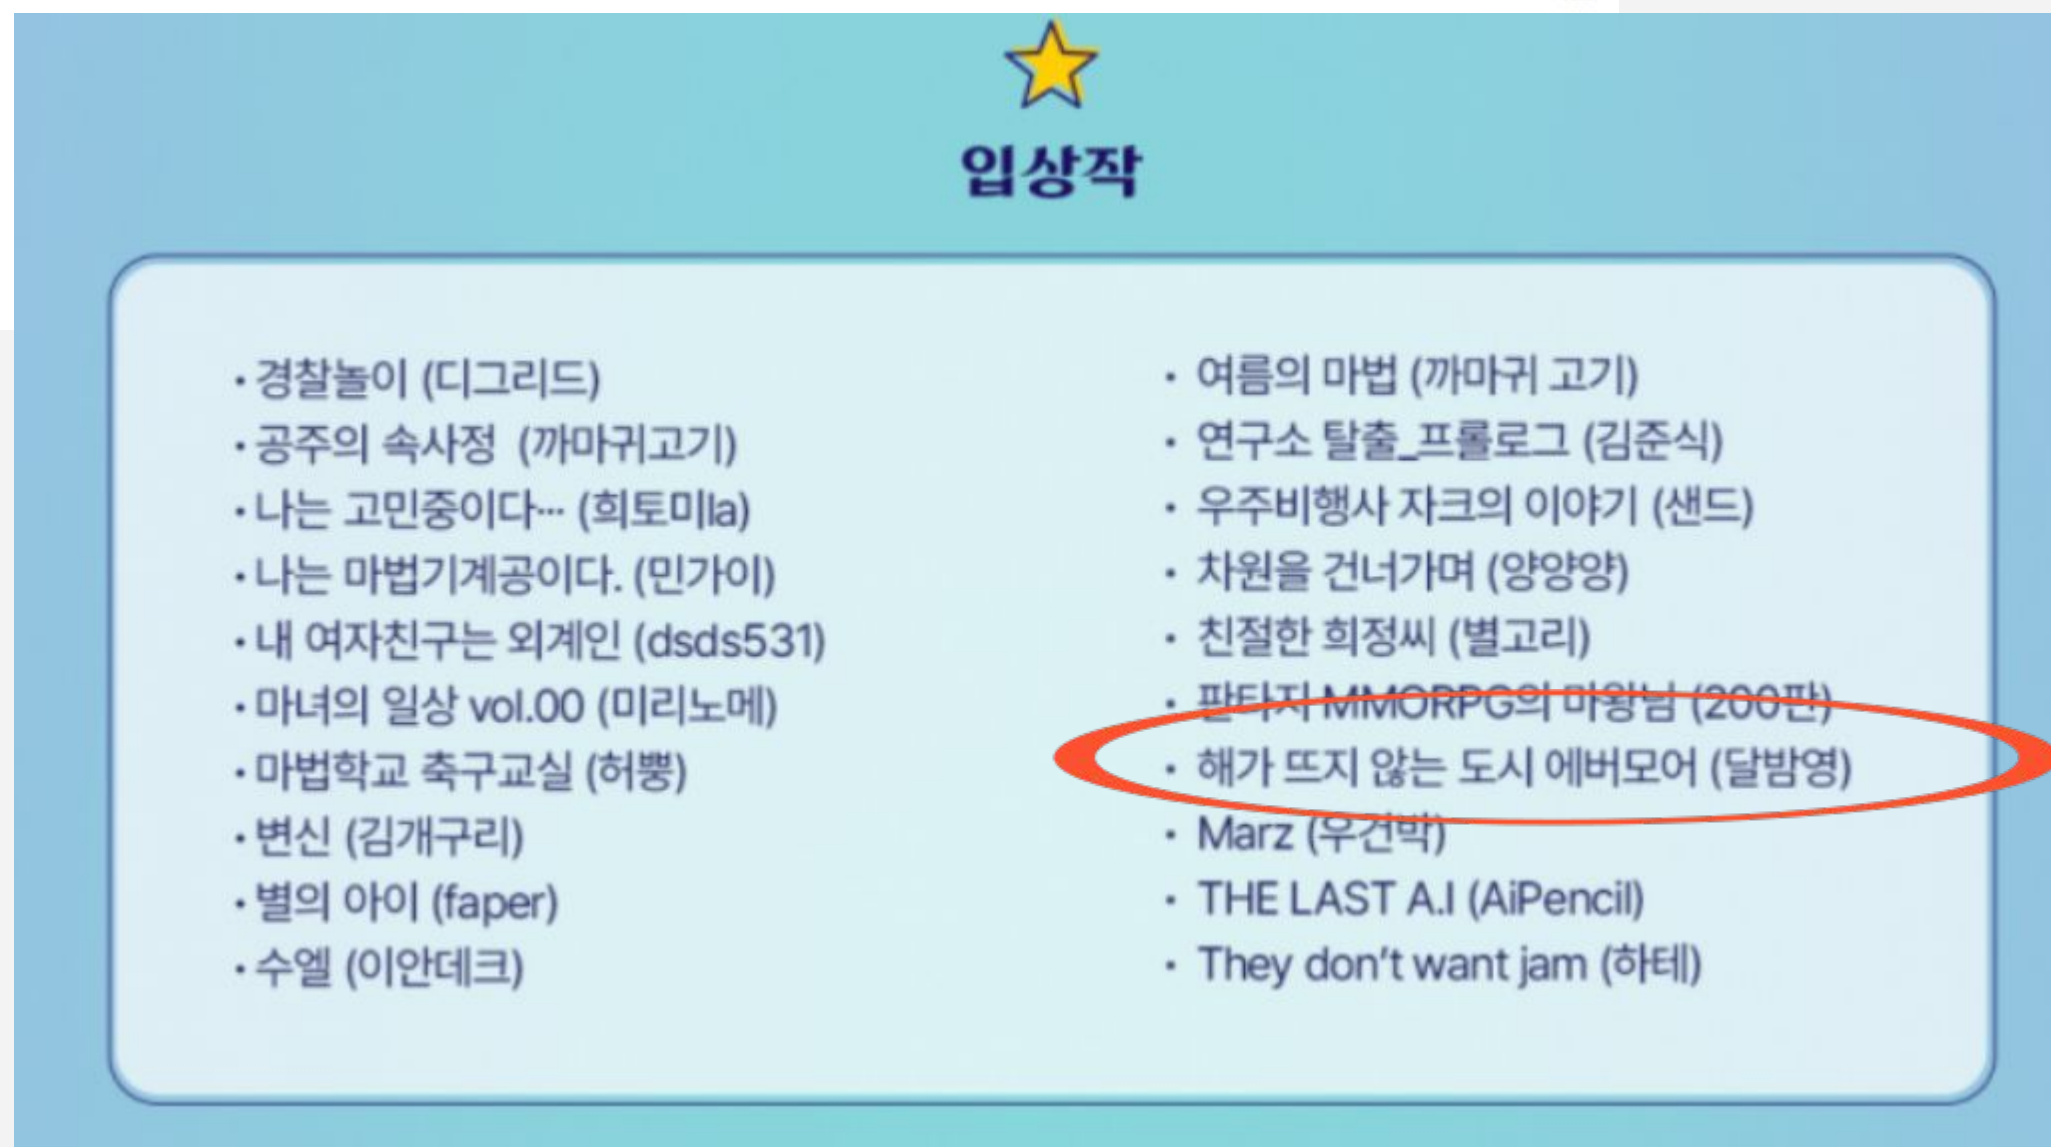 입상작
· 경찰놀이 (디그리드)
· 공주의 속사정 (까마귀고기)
· 나는 고민중이다··· (희토미la)
· 나는 마법기계공이다. (민가이)
· 내 여자친구는 외계인 (dsds531)
· 마녀의 일상 vol.00 (미리노메)
· 마법학교 축구교실 (허뿡)
· 변신 (김개구리)
· 별의 아이 (faper)
· 수엘 (이안데크)
· 여름의 마법 (까마귀 고기)
· 연구소 탈출_프롤로그 (김준식)
· 우주비행사 자크의 이야기 (샌드)
· 차원을 건너가며 (양양양)
· 친절한 희정씨 (별고리)
· 판타지 MMORPG의 마왕님 (200판)
· 해가 뜨지 않는 도시 에버모어 (달밤영)
· Marz (우건박)
· THE LAST A.I (AiPencil)
· They don't want jam (하테)